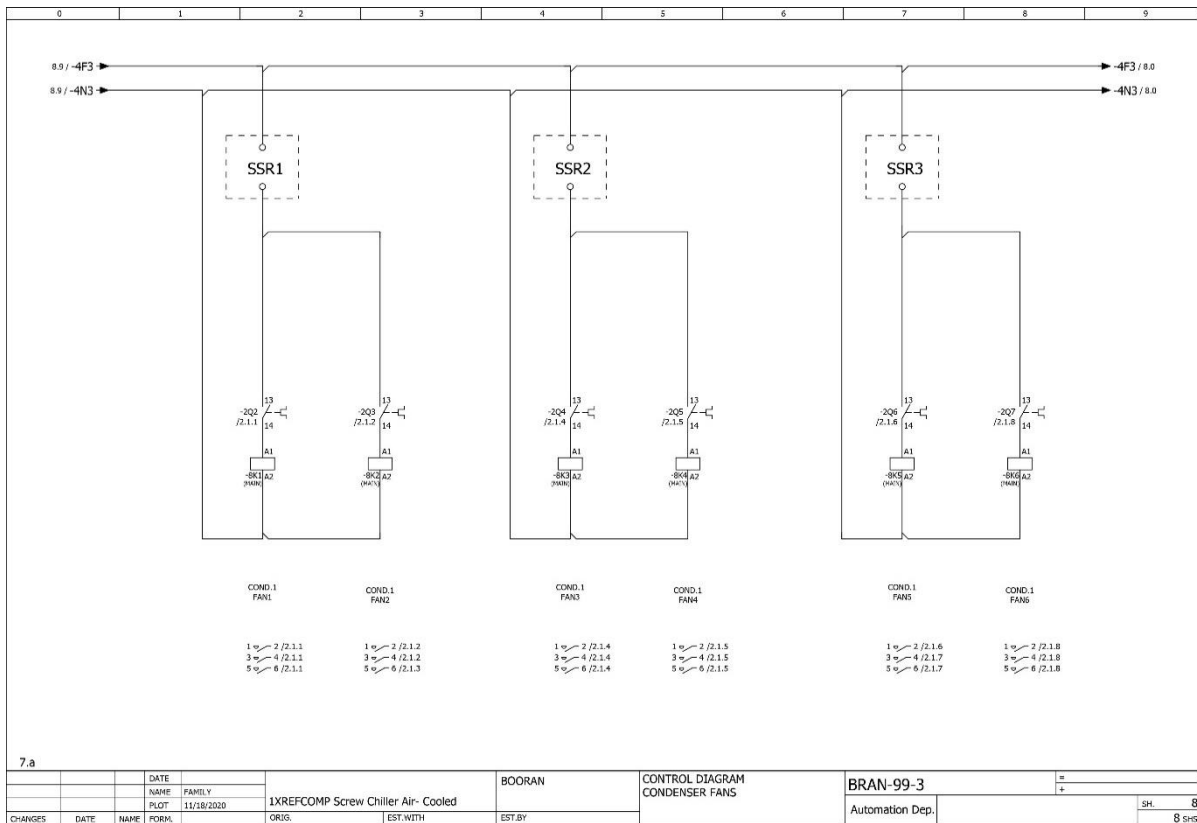 0 1 2 3 4 5 6 7 8 9
8.9 / -4F3 -4F3 / 8.0
8.9 / -4N3 -4N3 / 8.0
SSR1 SSR2 SSR3
13 13 13 13 13 13
-2Q2 -2Q3 -2Q4 -2Q5 -2Q6 -2Q7
/2.1.1 14 /2.1.2 14 /2.1.4 14 /2.1.5 14 /2.1.6 14 /2.1.8 14
A1 A1 A1 A1 A1 A1
-8K1 A2 -8K2 A2 -8K3 A2 -8K4 A2 -8K5 A2 -8K6 A2
(MAIN) (MAIN) (MAIN) (MAIN) (MAIN) (MAIN)
COND.1 COND.1 COND.1 COND.1 COND.1 COND.1
FAN1 FAN2 FAN3 FAN4 FAN5 FAN6
1 2 /2.1.1 1 2 /2.1.2 1 2 /2.1.4 1 2 /2.1.5 1 2 /2.1.6 1 2 /2.1.8
3 4 /2.1.1 3 4 /2.1.2 3 4 /2.1.4 3 4 /2.1.5 3 4 /2.1.7 3 4 /2.1.8
5 6 /2.1.1 5 6 /2.1.3 5 6 /2.1.4 5 6 /2.1.5 5 6 /2.1.7 5 6 /2.1.8
7.a
DATE
NAME FAMILY
PLOT 11/18/2020
CHANGES DATE NAME FORM.
1XREFCOMP Screw Chiller Air- Cooled
ORIG. EST.WITH EST.BY
BOORAN
CONTROL DIAGRAM
CONDENSER FANS
BRAN-99-3
Automation Dep.
=
+
SH. 8
8 SHS